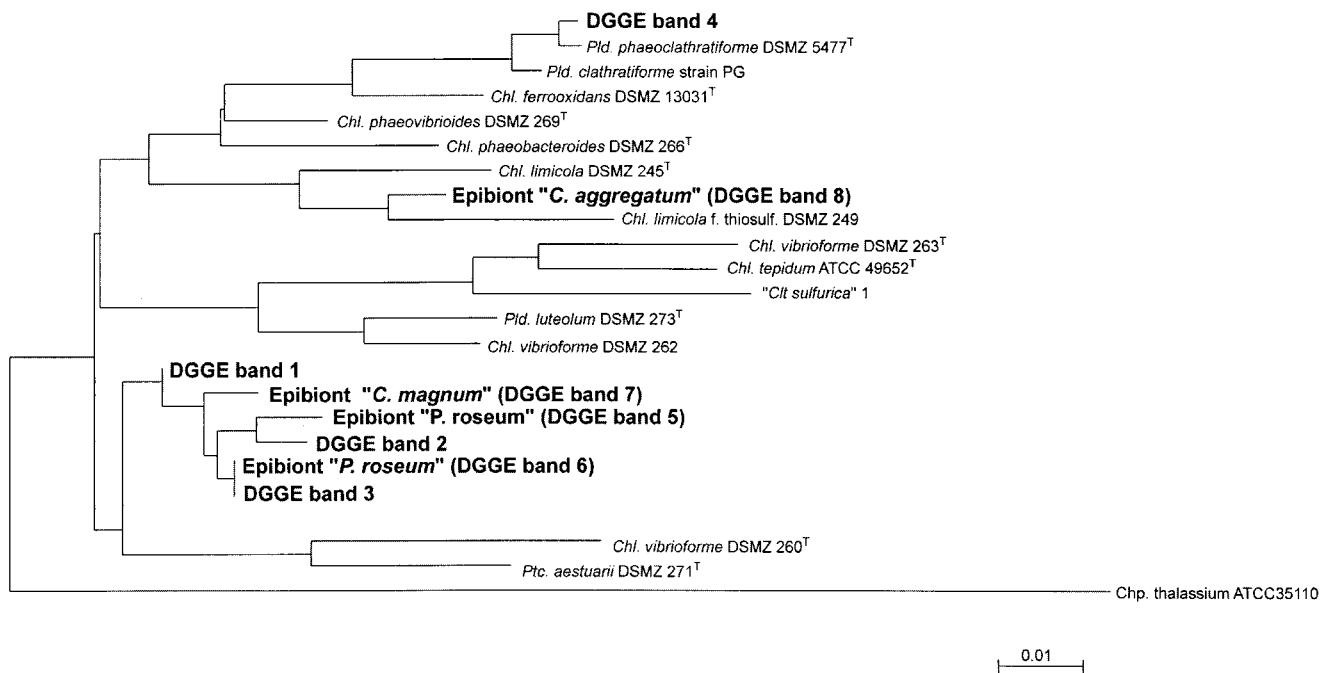 DGGE band 4
Pld. phaeoclathratiforme DSMZ 5477T
Pld. clathratiforme strain PG
Chl. ferrooxidans DSMZ 13031T
Chl. phaeovibrioides DSMZ 269T
Chl. phaeobacteroides DSMZ 266T
Chl. limicola DSMZ 245T
Epibiont "C. aggregatum" (DGGE band 8)
Chl. limicola f. thiosulf. DSMZ 249
Chl. vibrioforme DSMZ 263T
Chl. tepidum ATCC 49652T
"Clt sulfurica" 1
Pld. luteolum DSMZ 273T
Chl. vibrioforme DSMZ 262
DGGE band 1
Epibiont "C. magnum" (DGGE band 7)
Epibiont "P. roseum" (DGGE band 5)
DGGE band 2
Epibiont "P. roseum" (DGGE band 6)
DGGE band 3
Chl. vibrioforme DSMZ 260T
Ptc. aestuarii DSMZ 271T
Chp. thalassium ATCC35110
0.01